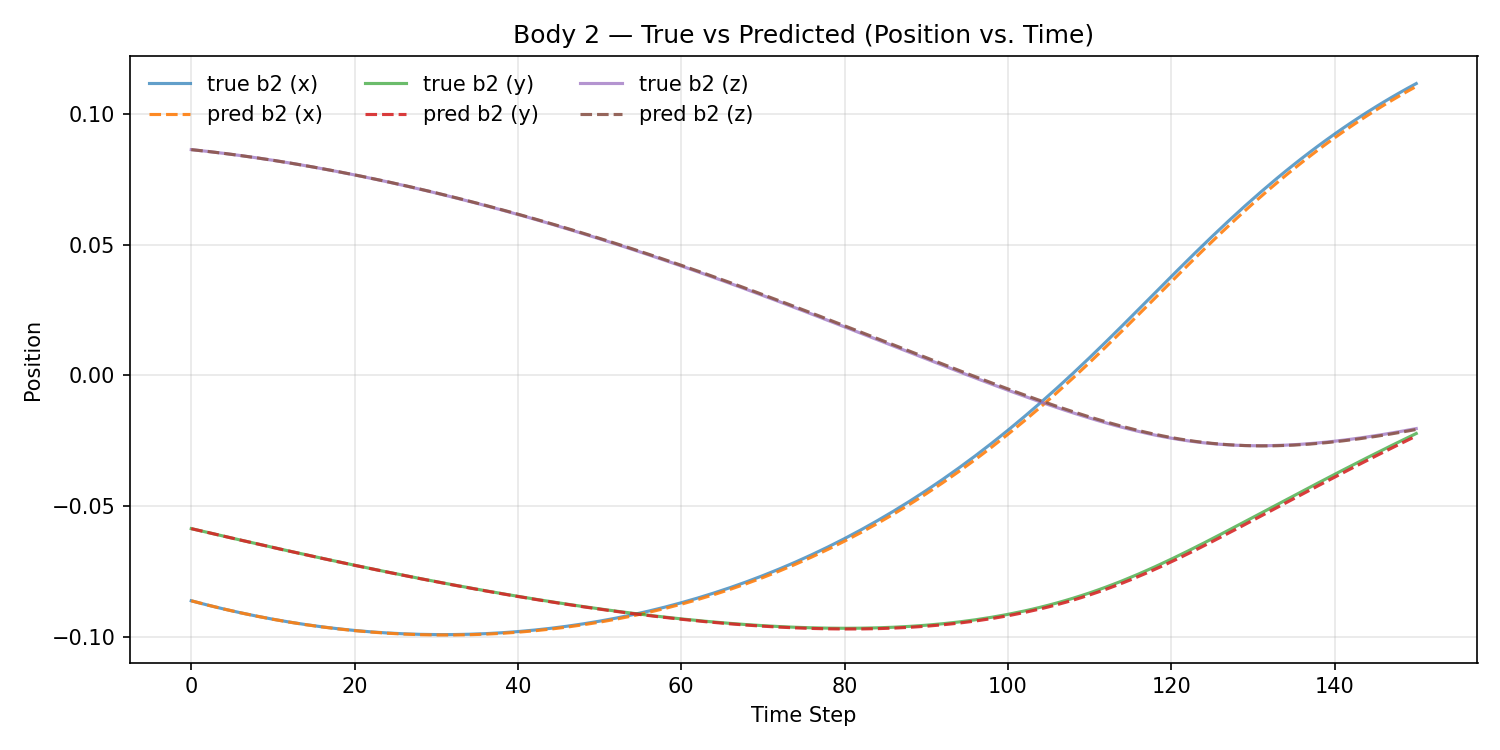 Body 2 — True vs Predicted (Position vs. Time)
true b2 (x) true b2 (y) true b2 (z)
pred b2 (x) pred b2 (y) pred b2 (z)
0.10
0.05
0.00
−0.05
−0.10
Position
0 20 40 60 80 100 120 140
Time Step